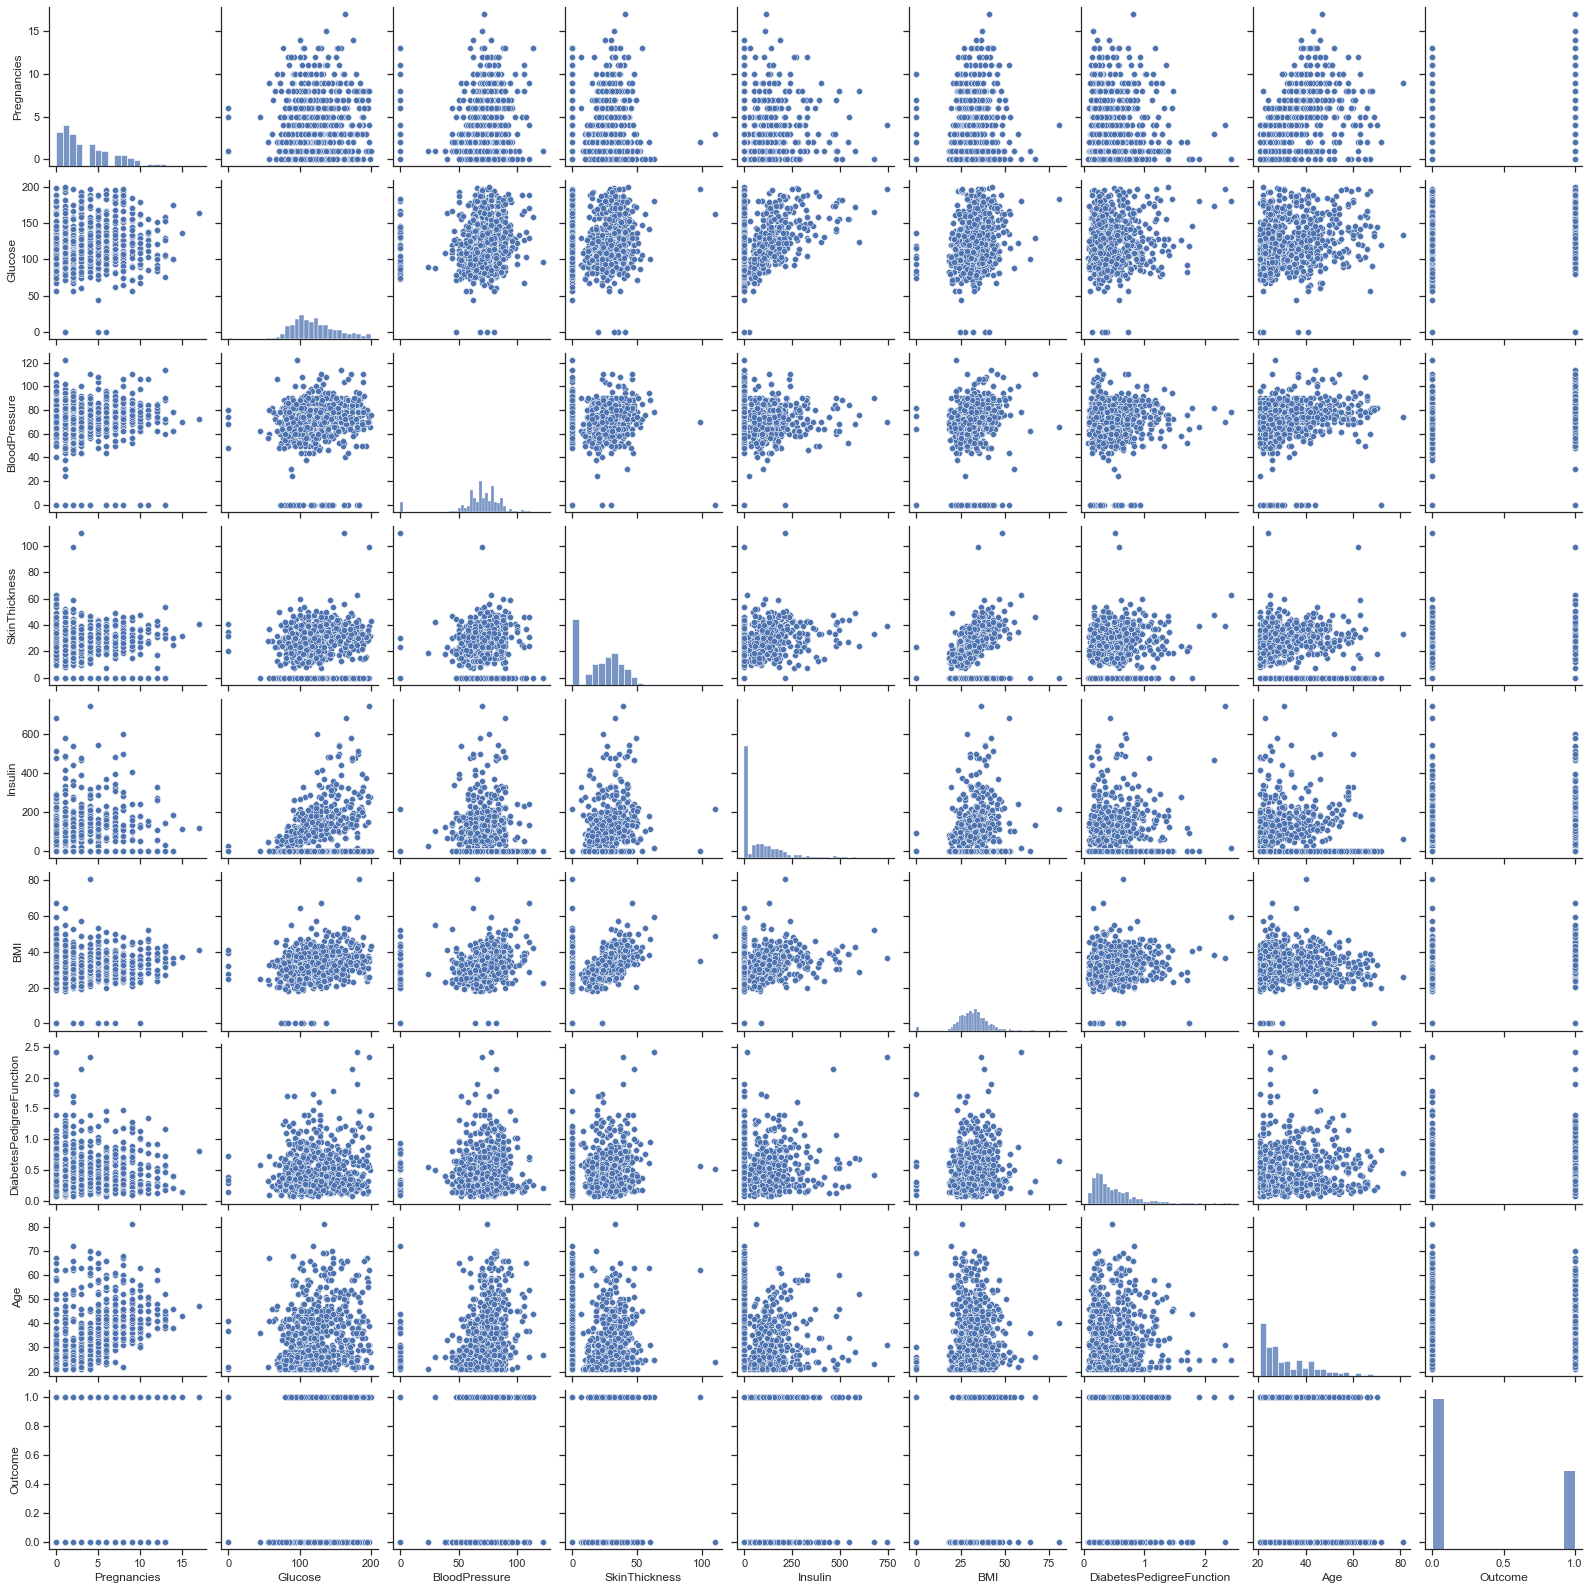 Pregnancies
15
10
5
0
Glucose
200
150
100
50
0
BloodPressure
120
100
80
60
40
20
0
SkinThickness
100
80
60
40
20
0
Insulin
600
400
200
0
BMI
80
60
40
20
0
DiabetesPedigreeFunction
2.5
2.0
1.5
1.0
0.5
0.0
Age
80
70
60
50
40
30
20
Outcome
1.0
0.8
0.6
0.4
0.2
0.0
0 5 10 15
Pregnancies
0 100 200
Glucose
0 50 100
BloodPressure
0 50 100
SkinThickness
0 250 500 750
Insulin
0 25 50 75
BMI
0 1 2
DiabetesPedigreeFunction
20 40 60 80
Age
0.0 0.5 1.0
Outcome